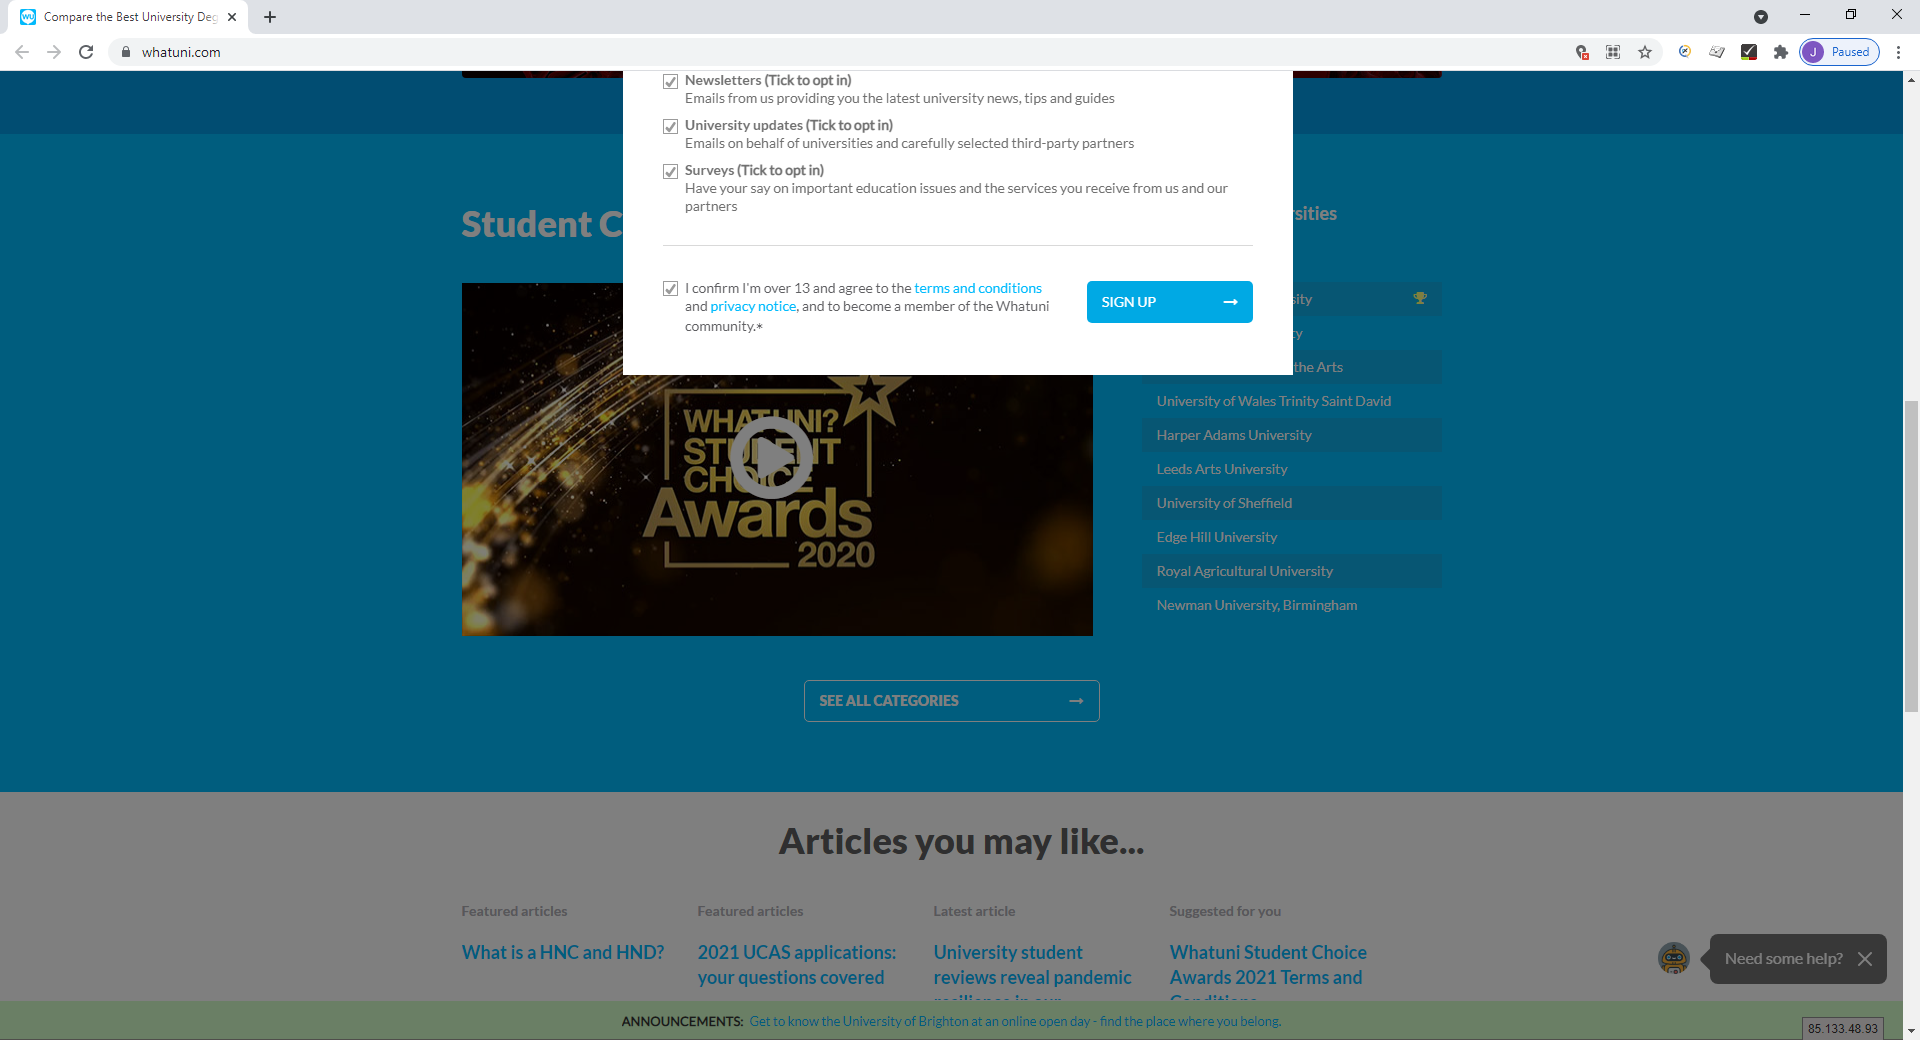 Compare the Best University Deg
whatuni.com
J Paused
Newsletters (Tick to opt in)
Emails from us providing you the latest university news, tips and guides
University updates (Tick to opt in)
Emails on behalf of universities and carefully selected third-party partners
Surveys (Tick to opt in)
Have your say on important education issues and the services you receive from us and our
partners
I confirm I'm over 13 and agree to the terms and conditions
and privacy notice, and to become a member of the Whatuni
community.*
SIGN UP
Student C
rsities
sity
ty
the Arts
University of Wales Trinity Saint David
Harper Adams University
Leeds Arts University
University of Sheffield
Edge Hill University
Royal Agricultural University
Newman University, Birmingham
WHATUNI?
STUDENT
CHOICE
Awards
2020
SEE ALL CATEGORIES
Articles you may like...
Featured articles
What is a HNC and HND?
Featured articles
2021 UCAS applications:
your questions covered
Latest article
University student
reviews reveal pandemic
resilience in our
Suggested for you
Whatuni Student Choice
Awards 2021 Terms and
Conditions
Need some help?
ANNOUNCEMENTS: Get to know the University of Brighton at an online open day - find the place where you belong.
85.133.48.93